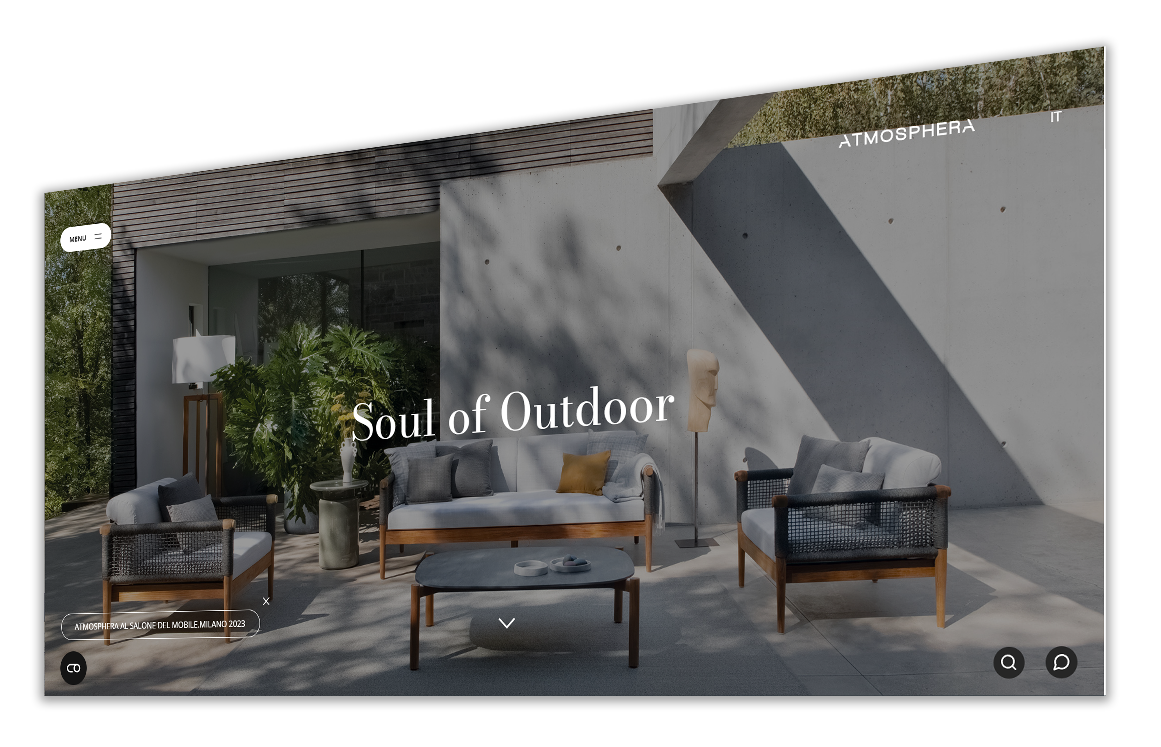 ATMOSPHERA
IT
MENU
Soul of Outdoor
X
ATMOSPHERA AL SALONE DEL MOBILE.MILANO 2023